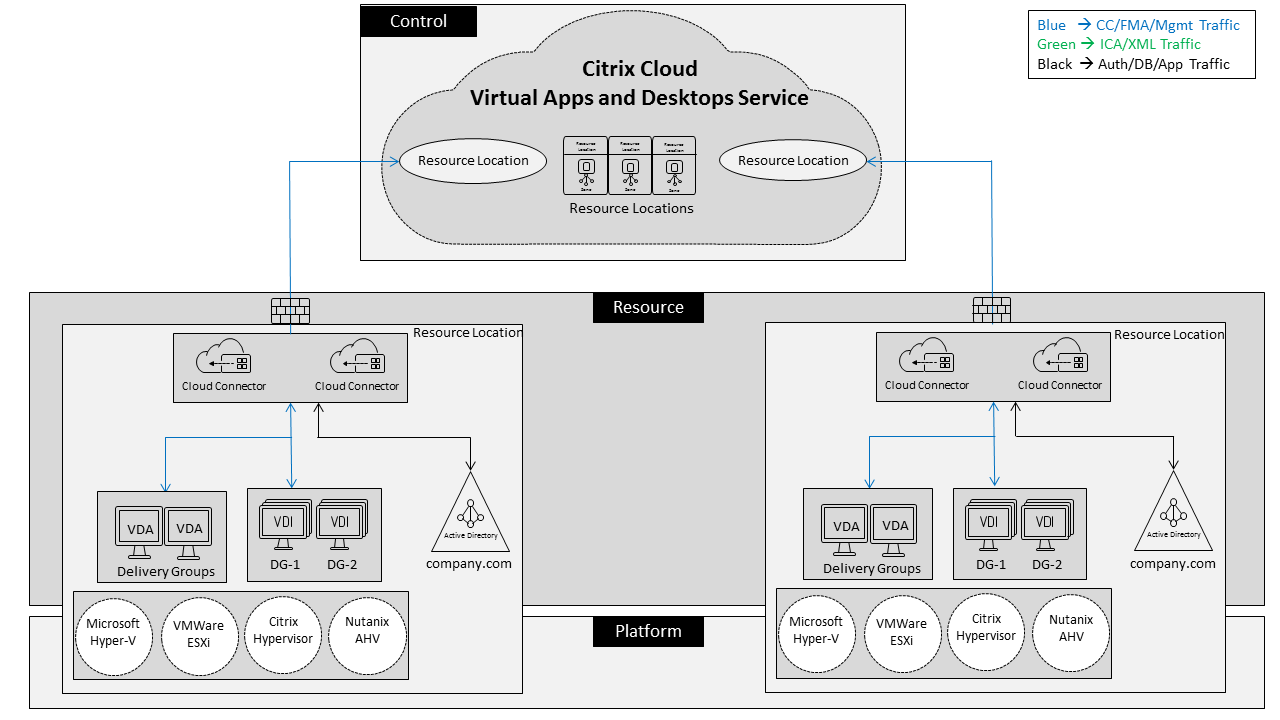 Control
Blue → CC/FMA/Mgmt Traffic
Green → ICA/XML Traffic
Black → Auth/DB/App Traffic
Citrix Cloud
Virtual Apps and Desktops Service
Resource Location
Resource Location
Zone
Resource Location
Zone
Resource Location
Zone
Resource Locations
Resource Location
Resource
Resource Location
Cloud Connector
Cloud Connector
VDA
VDA
Delivery Groups
VDI
VDI
DG-1
DG-2
Active Directory
company.com
Microsoft
Hyper-V
VMWare
ESXi
Citrix
Hypervisor
Nutanix
AHV
Resource Location
Cloud Connector
Cloud Connector
VDA
VDA
Delivery Groups
VDI
VDI
DG-1
DG-2
Active Directory
company.com
Microsoft
Hyper-V
VMWare
ESXi
Citrix
Hypervisor
Nutanix
AHV
Platform